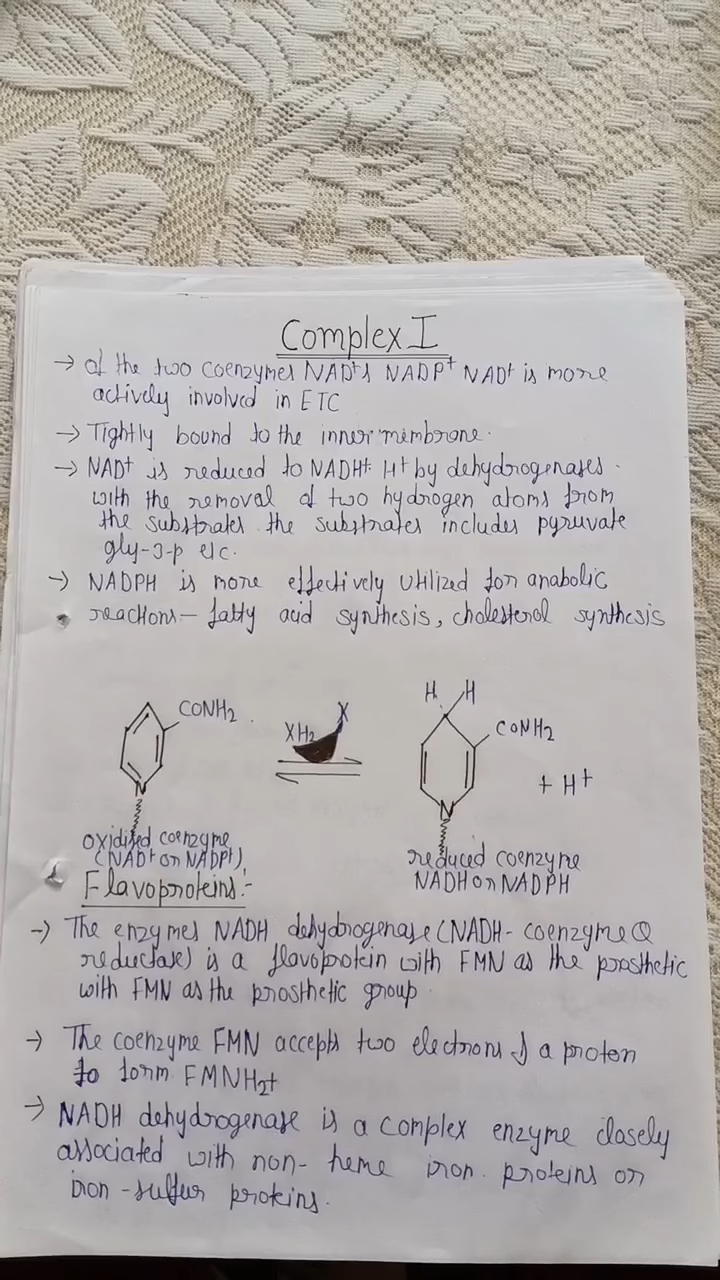 Complex I
→ of the two coenzymes NAD⁺& NADP⁺ NAD⁺ is more
actively involved in ETC
→ Tightly bound to the inner membrane.
→ NAD⁺ is reduced to NADH+ H⁺ by dehydrogenases.
with the removal of two hydrogen atoms from
the substrates the substrates includes pyruvate
gly-3-p etc.
→ NADPH is more effectively utilized for anabolic
reactions – fatty acid synthesis, cholesterol synthesis
H H
CONH₂ XH₂ X CONH₂
+ H⁺
N N
oxidised coenzyme
(NAD⁺ or NADP⁺)
reduced coenzyme
NADH or NADPH
Flavoproteins:-
→ The enzymes NADH dehydrogenase (NADH- coenzyme Q
reductase) is a flavoprotein with FMN as the prosthetic
with FMN as the prosthetic group.
→ The coenzyme FMN accepts two electrons & a proton
to form FMNH₂+
→ NADH dehydrogenase is a complex enzyme closely
associated with non-heme iron. proteins or
iron-sulfur proteins.